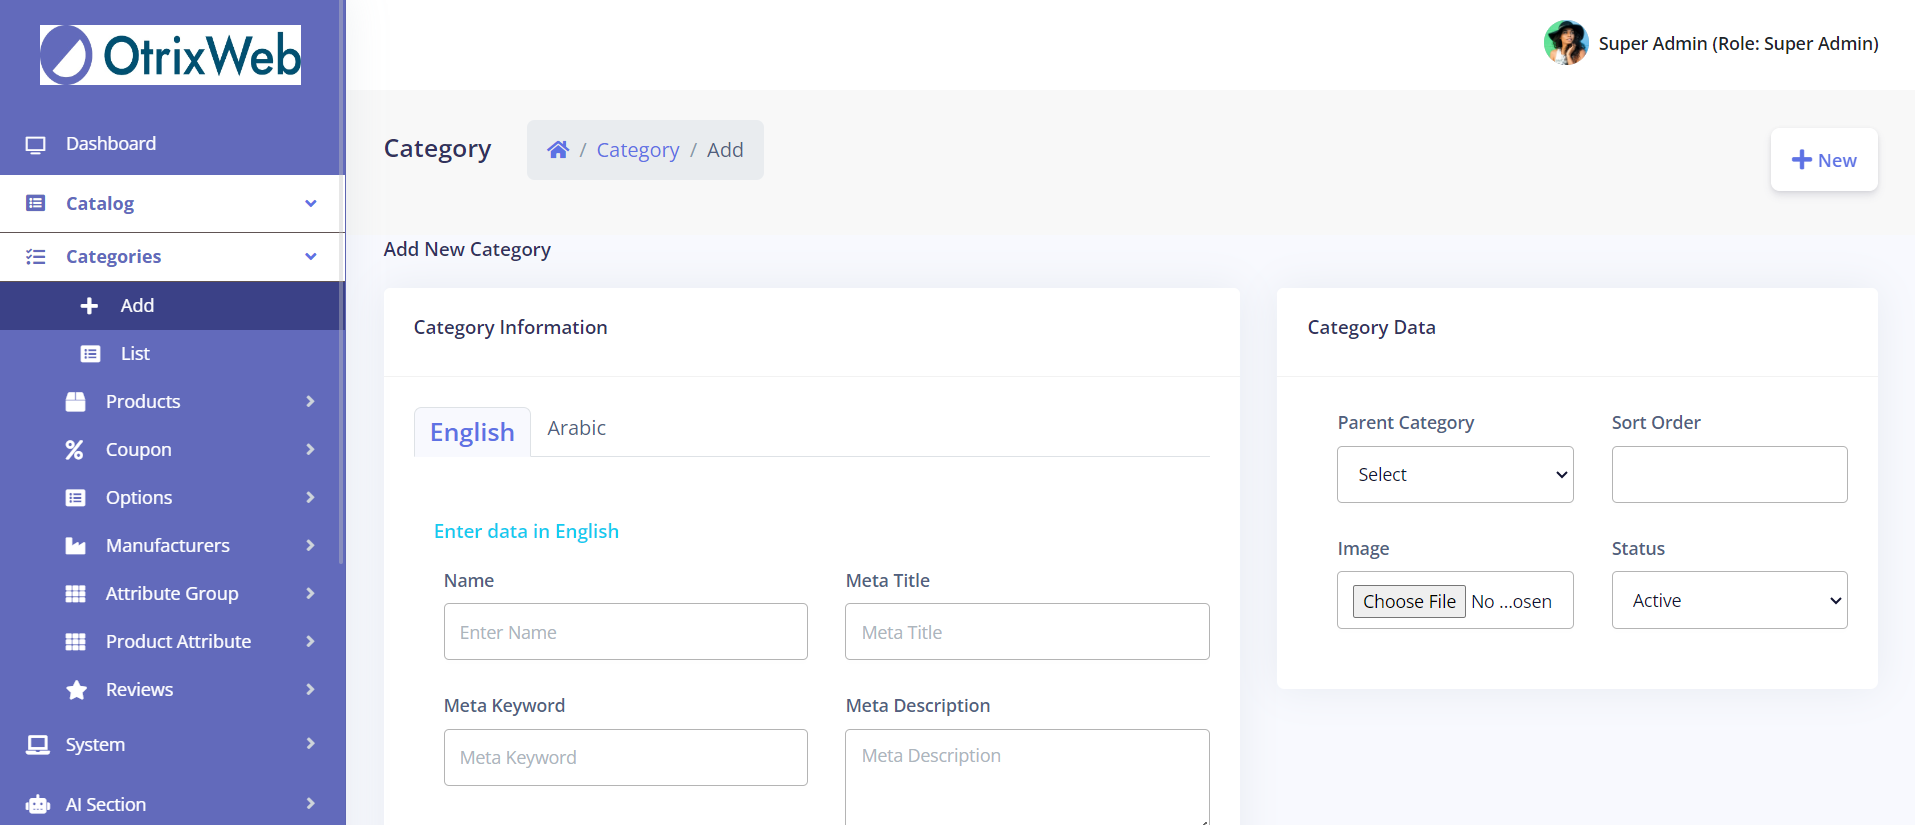 OtrixWeb
Super Admin (Role: Super Admin)
Dashboard
Catalog
Categories
Add
List
Products
Coupon
Options
Manufacturers
Attribute Group
Product Attribute
Reviews
System
AI Section
Category
/ Category / Add
New
Add New Category
Category Information
English
Arabic
Enter data in English
Name
Meta Title
Enter Name
Meta Title
Meta Keyword
Meta Description
Meta Keyword
Meta Description
Category Data
Parent Category
Sort Order
Select
Image
Status
Choose File No ...osen
Active